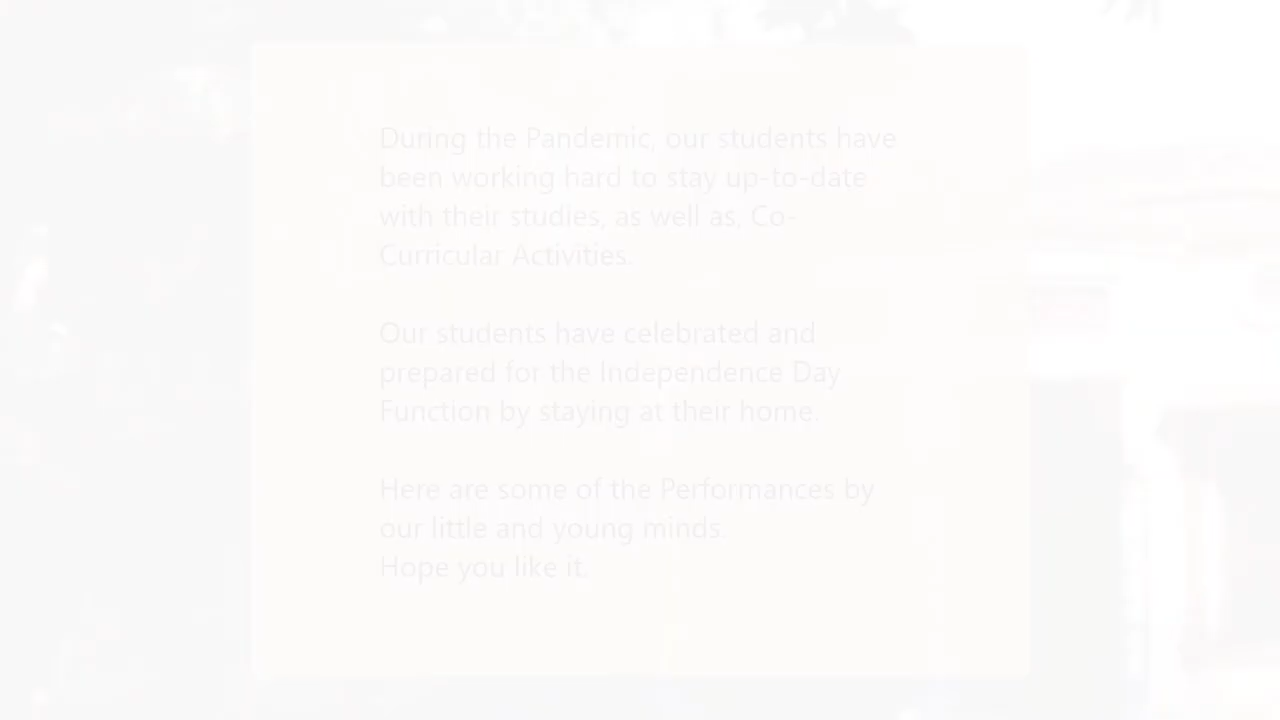 During the Pandemic, our students have
been working hard to stay up-to-date
with their studies, as well as, Co-
Curricular Activities.
Our students have celebrated and
prepared for the Independence Day
Function by staying at their home.
Here are some of the Performances by
our little and young minds.
Hope you like it.